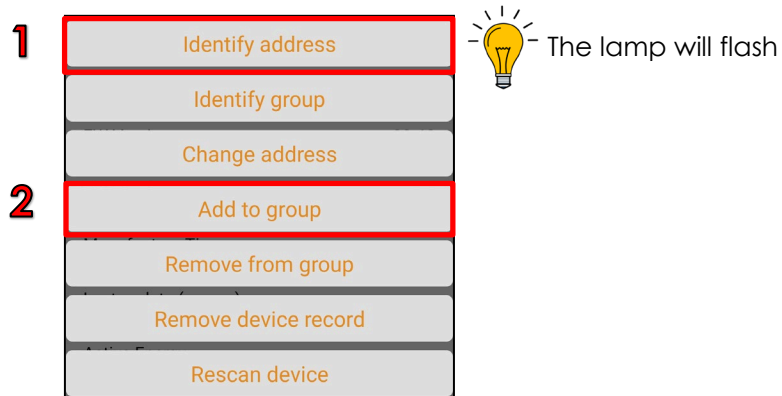 1
Identify address
The lamp will flash
Identify group
Change address
2
Add to group
Remove from group
Remove device record
Rescan device